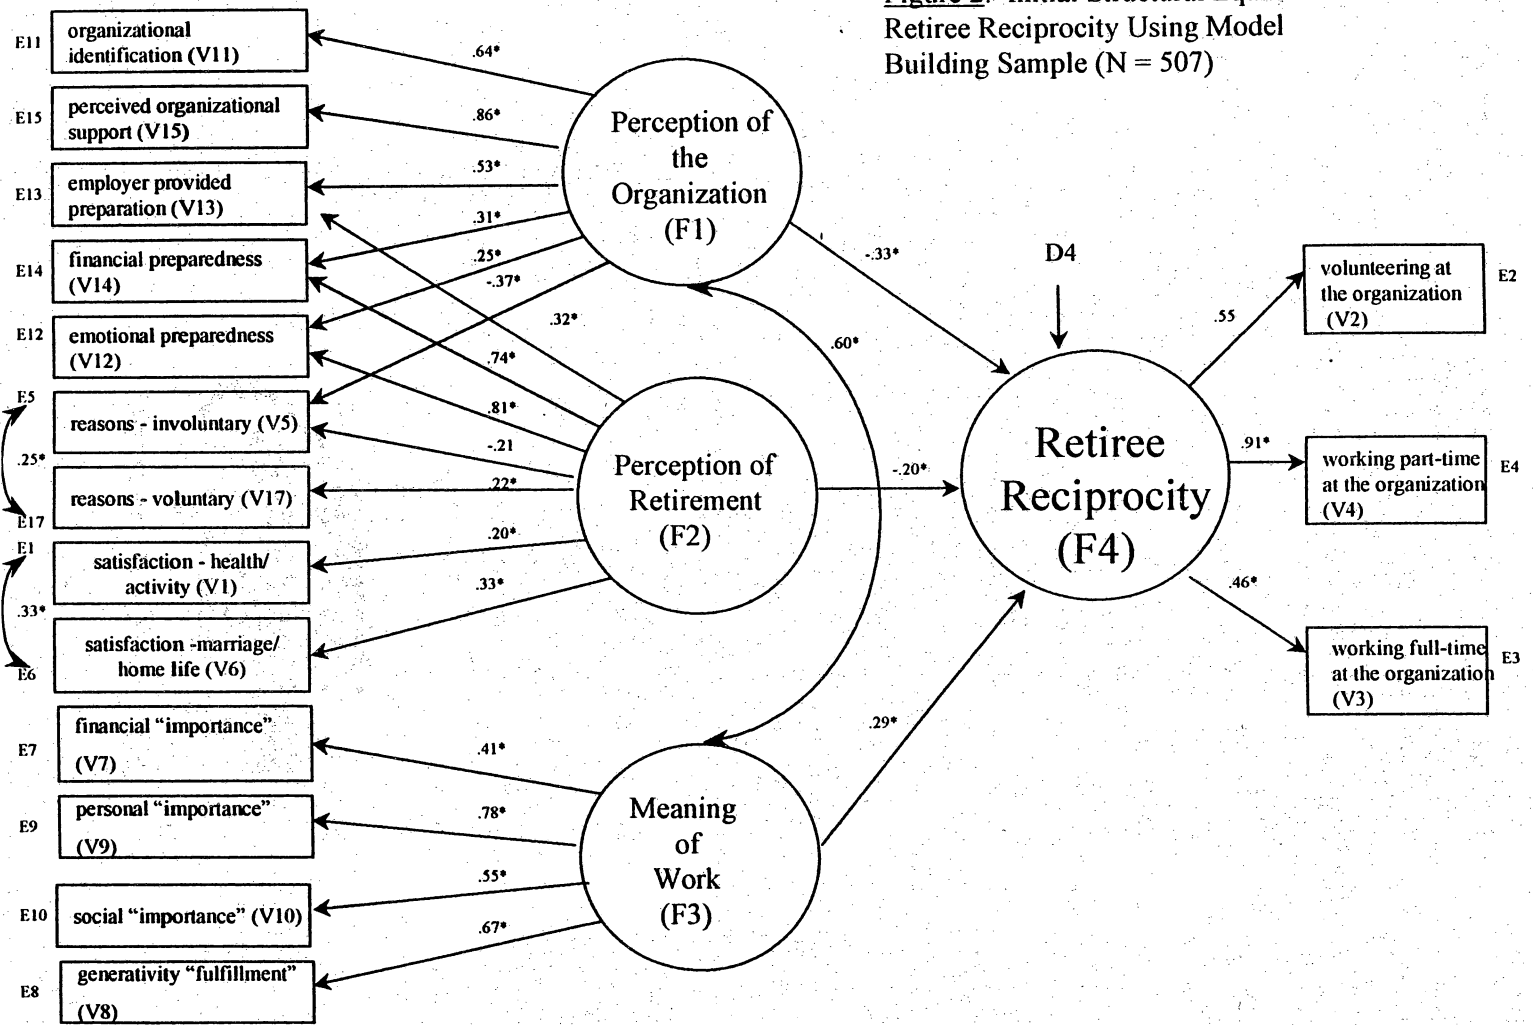 Retiree Reciprocity Using Model
Building Sample (N = 507)
E11
organizational
identification (V11)
.64*
E15
perceived organizational
support (V15)
.86*
E13
employer provided
preparation (V13)
.53*
E14
financial preparedness
(V14)
.31*
E12
emotional preparedness
(V12)
.25*
-.37*
.32*
.74*
E5
reasons - involuntary (V5)
.81*
-.21
.25*
reasons - voluntary (V17)
.22*
E17
E1
satisfaction - health/
activity (V1)
.20*
.33*
satisfaction -marriage/
home life (V6)
.33*
E6
E7
financial “importance”
(V7)
.41*
E9
personal “importance”
(V9)
.78*
E10
social “importance” (V10)
.55*
E8
generativity “fulfillment”
(V8)
.67*
Perception of
the
Organization
(F1)
Perception of
Retirement
(F2)
Meaning
of
Work
(F3)
.60*
-.33*
-.20*
.29*
D4
Retiree
Reciprocity
(F4)
.55
volunteering at
the organization
(V2)
E2
.91*
working part-time
at the organization
(V4)
E4
.46*
working full-time
at the organization
(V3)
E3